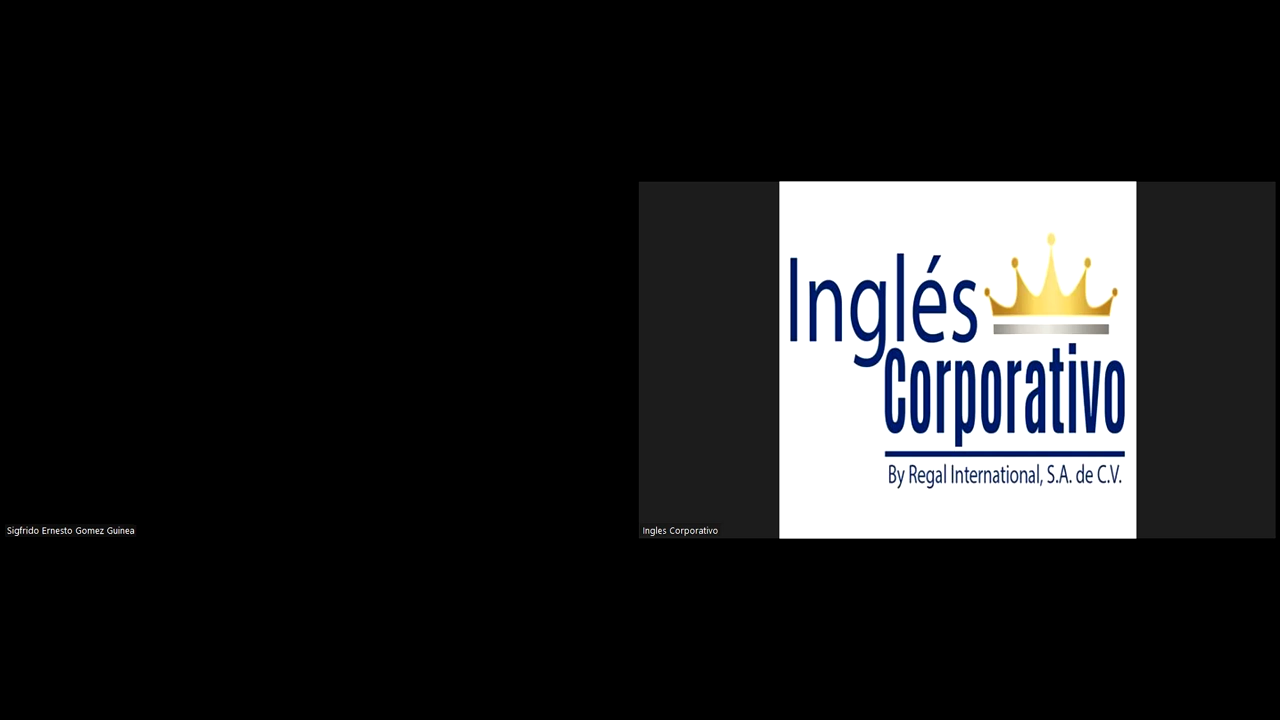 Inglés
Corporativo
By Regal International, S.A. de C.V.
Sigfrido Ernesto Gomez Guinea
Ingles Corporativo